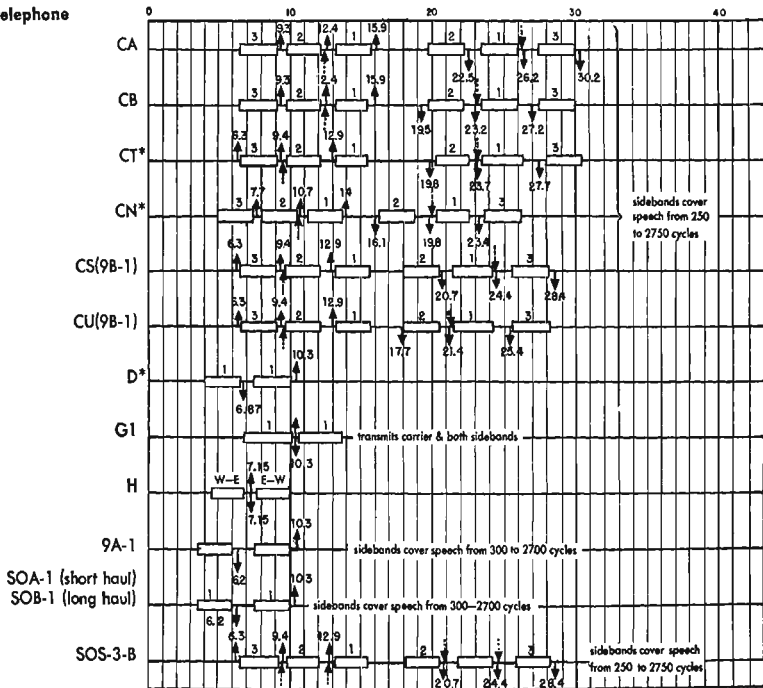 elephone
0 10 20 30 40
9.3 12.4 15.9
CA 3 2 1 2 1 3
22.5 26.2 30.2
9.3 12.4 15.9
CB 3 2 1 2 1 3
19.5 23.2 27.2
6.3 9.4 12.9
CT* 3 2 1 2 1 3
19.8 23.7 27.7
7.7 10.7 14
CN* 3 2 1 2 1 3
16.1 19.8 23.4
sidebands cover
speech from 250
to 2750 cycles
6.3 9.4 12.9
CS(9B-1) 3 2 1 2 1 3
20.7 24.4 28.4
6.3 9.4 12.9
CU(9B-1) 3 2 1 2 1 3
17.7 21.4 25.4
10.3
D* 1 1
6.87
G1 1 1 transmits carrier & both sidebands
10.3
7.15
H W—E E—W
7.15
10.3
9A-1 sidebands cover speech from 300 to 2700 cycles
6.2
SOA-1 (short haul) 10.3
SOB-1 (long haul) 1 1 sidebands cover speech from 300—2700 cycles
6.2
6.3 9.4 12.9
SOS-3-B 3 2 1 2 1 3
20.7 24.4 28.4
sidebands cover speech
from 250 to 2750 cycles